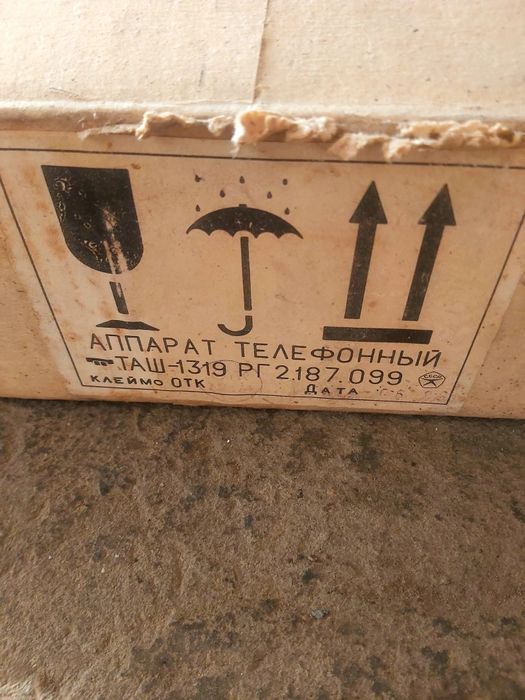 АППАРАТ ТЕЛЕФОННЫЙ
ТАШ-1319 РГ2.187.099
КЛЕЙМО ОТК ДАТА